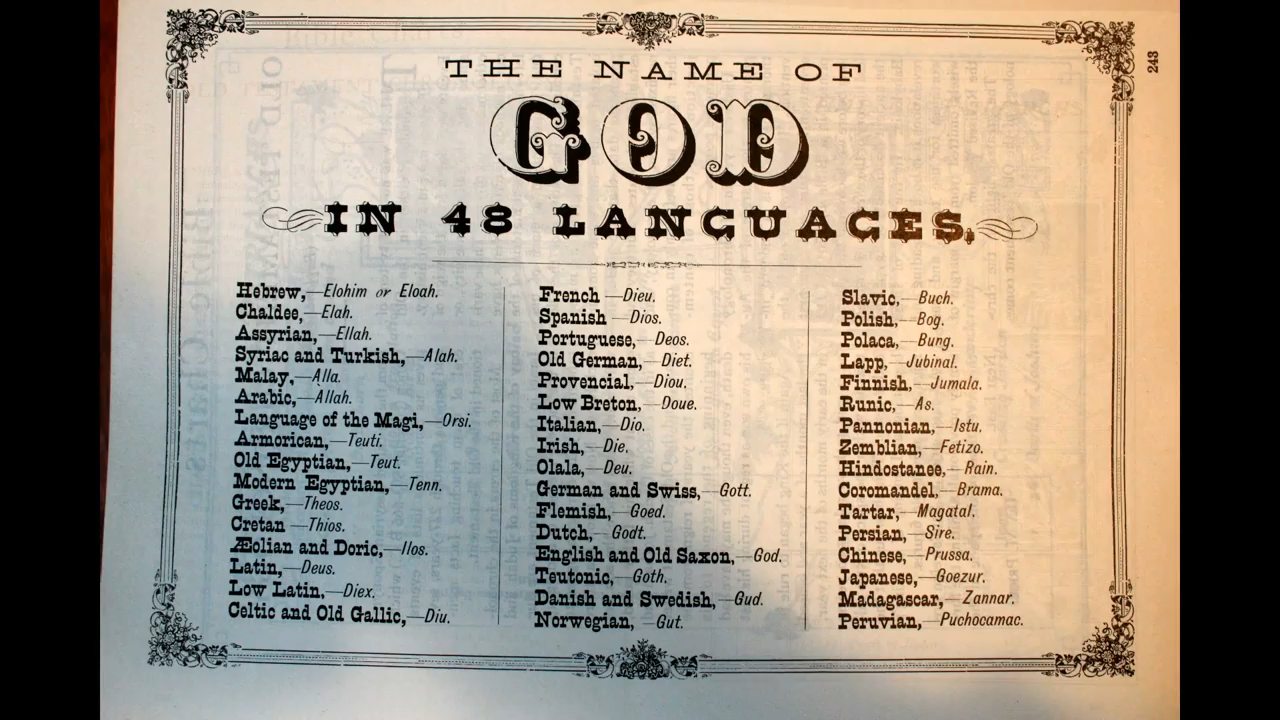 243
THE NAME OF
GOD
IN 48 LANGUAGES.
Hebrew,—Elohim or Eloah.
Chaldee,—Elah.
Assyrian,—Ellah.
Syriac and Turkish,—Alah.
Malay,—Alla.
Arabic,—Allah.
Language of the Magi,—Orsi.
Armorican,—Teuti.
Old Egyptian,—Teut.
Modern Egyptian,—Tenn.
Greek,—Theos.
Cretan—Thios.
Æolian and Doric,—Ilos.
Latin,—Deus.
Low Latin,—Diex.
Celtic and Old Gallic,—Diu.
French—Dieu.
Spanish—Dios.
Portuguese,—Deos.
Old German,—Diet.
Provencial,—Diou.
Low Breton,—Doue.
Italian,—Dio.
Irish,—Die.
Olala,—Deu.
German and Swiss,—Gott.
Flemish,—Goed.
Dutch,—Godt.
English and Old Saxon,—God.
Teutonic,—Goth.
Danish and Swedish,—Gud.
Norwegian,—Gut.
Slavic,—Buch.
Polish,—Bog.
Polaca,—Bung.
Lapp,—Jubinal.
Finnish,—Jumala.
Runic,—As.
Pannonian,—Istu.
Zemblian,—Fetizo.
Hindostanee,—Rain.
Coromandel,—Brama.
Tartar,—Magatal.
Persian,—Sire.
Chinese,—Prussa.
Japanese,—Goezur.
Madagascar,—Zannar.
Peruvian,—Puchocamac.